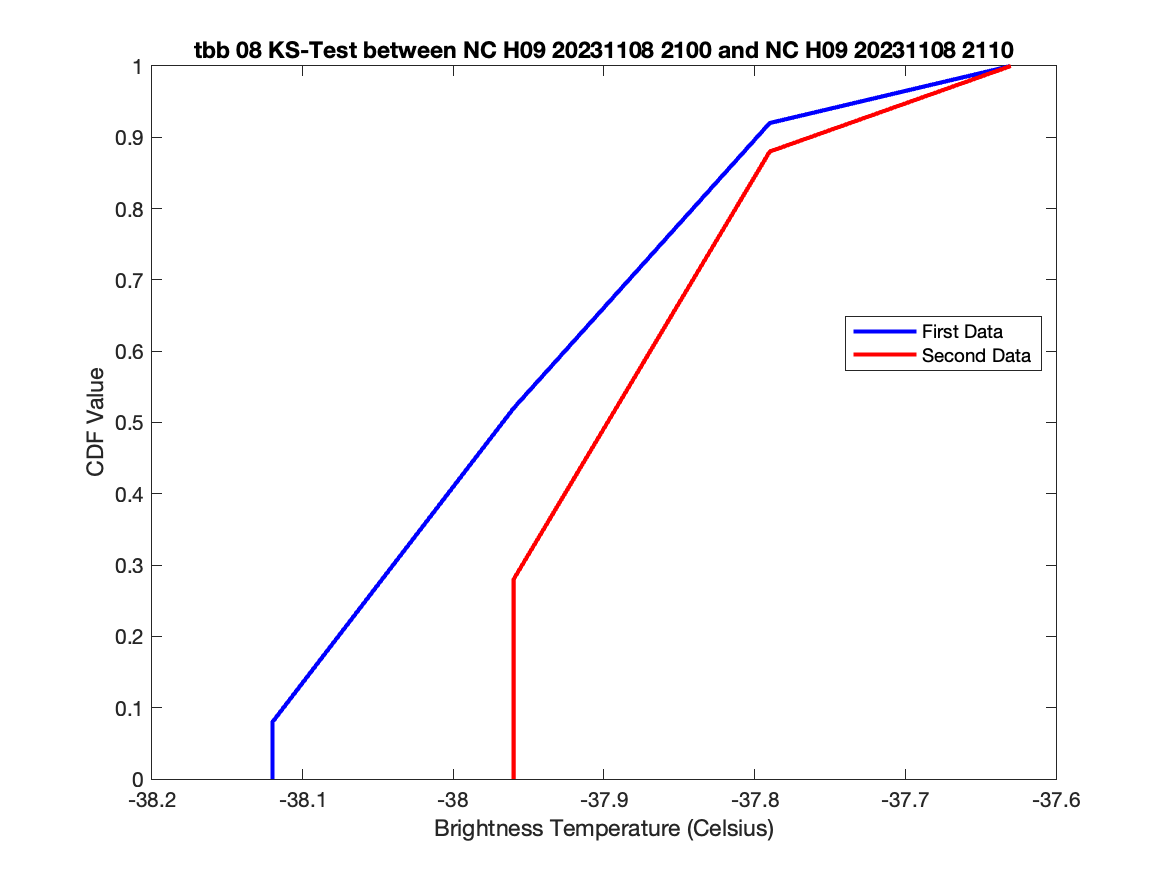 tbb 08 KS-Test between NC H09 20231108 2100 and NC H09 20231108 2110
1
0.9
0.8
0.7
0.6
0.5
0.4
0.3
0.2
0.1
0
CDF Value
First Data
Second Data
-38.2 -38.1 -38 -37.9 -37.8 -37.7 -37.6
Brightness Temperature (Celsius)